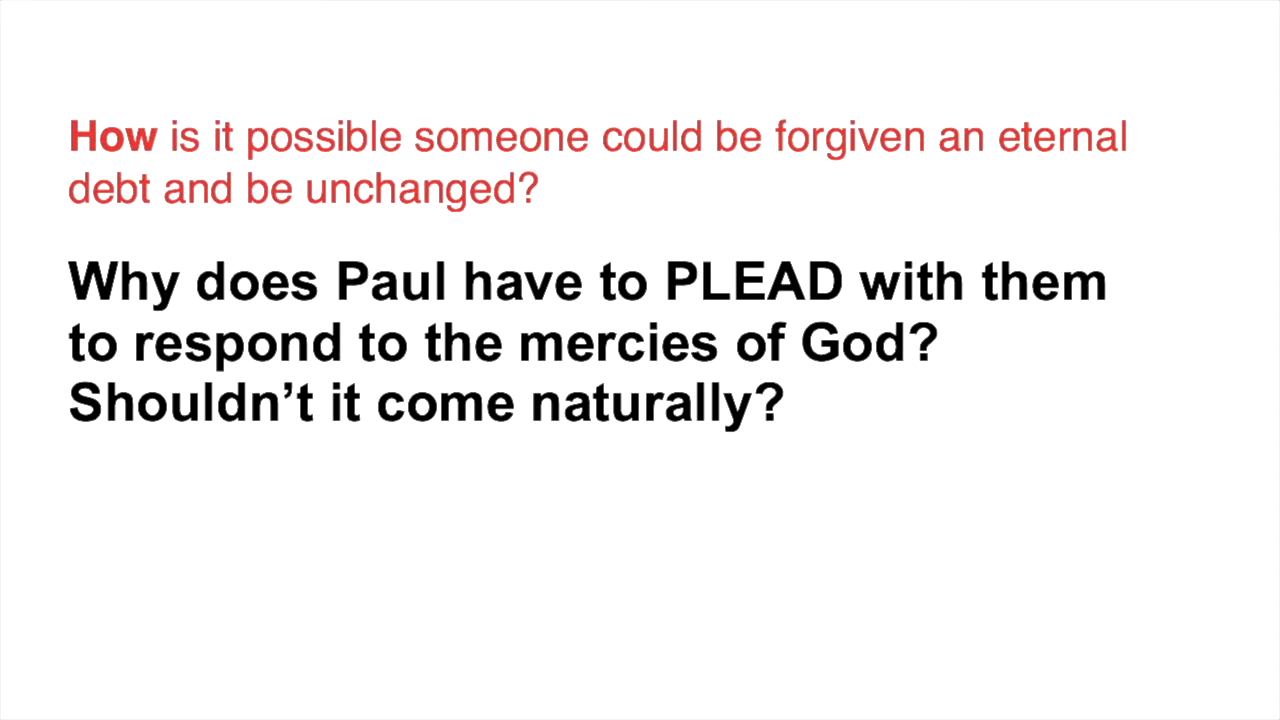 How is it possible someone could be forgiven an eternal
debt and be unchanged?
Why does Paul have to PLEAD with them
to respond to the mercies of God?
Shouldn’t it come naturally?